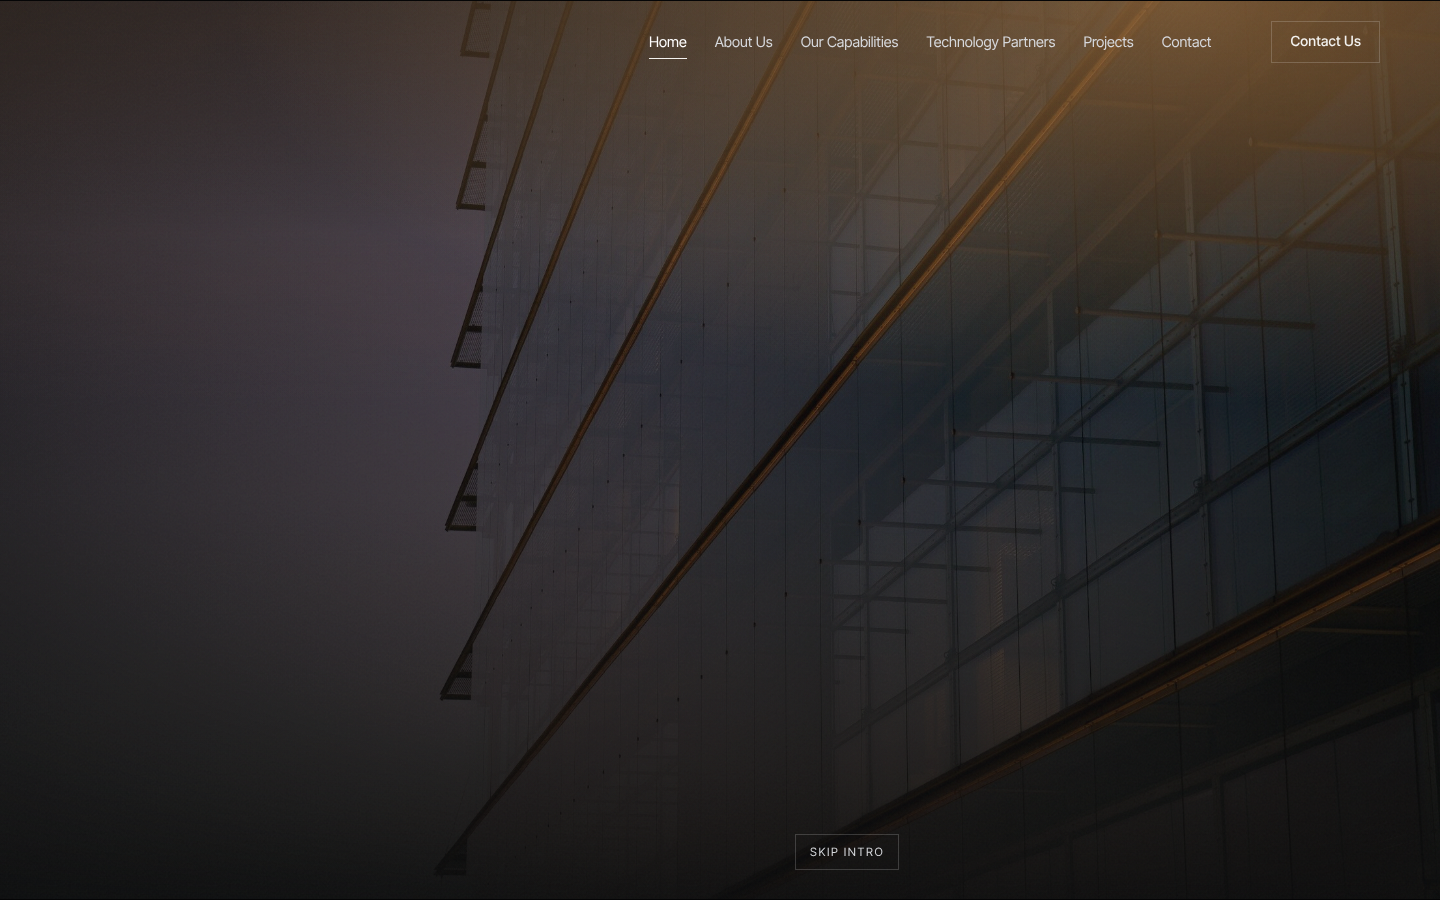 Home
About Us
Our Capabilities
Technology Partners
Projects
Contact
Contact Us
SKIP INTRO